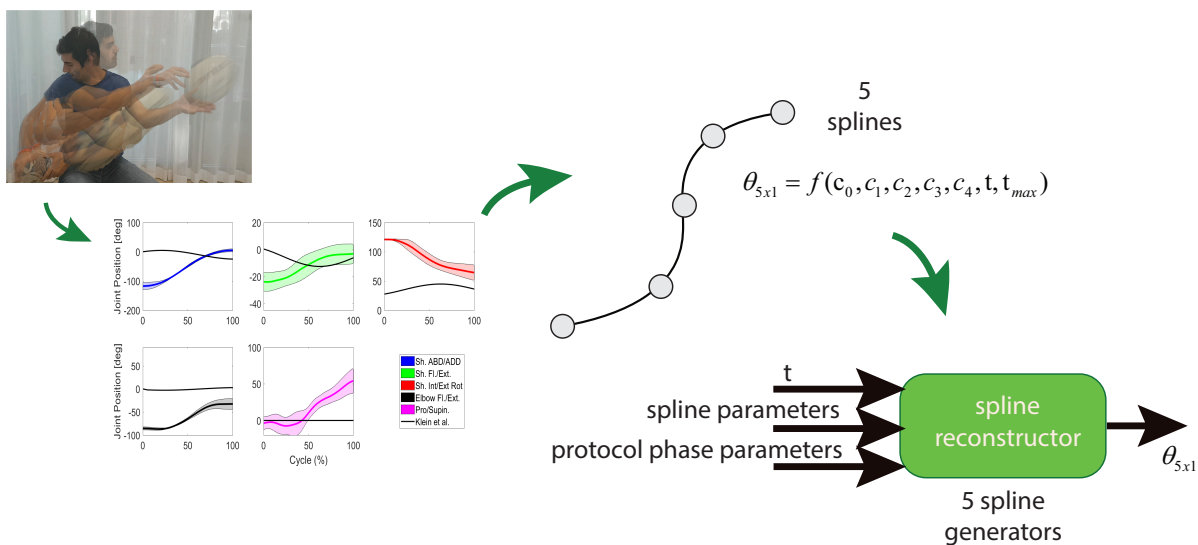 5
splines
θ5x1 = f(c0, c1, c2, c3, c4, t, tmax)
Joint Position [deg]
100
0
-100
-200
0
50
100
20
0
-20
-40
0
50
100
150
100
50
0
0
50
100
Joint Position [deg]
50
0
-50
-100
0
50
100
100
50
0
0
50
100
Cycle (%)
Sh. ABD/ADD
Sh. Fl./Ext.
Sh. Int/Ext Rot
Elbow Fl./Ext.
Pro/Supin.
Klein et al.
t
spline parameters
protocol phase parameters
spline
reconstructor
θ5x1
5 spline
generators